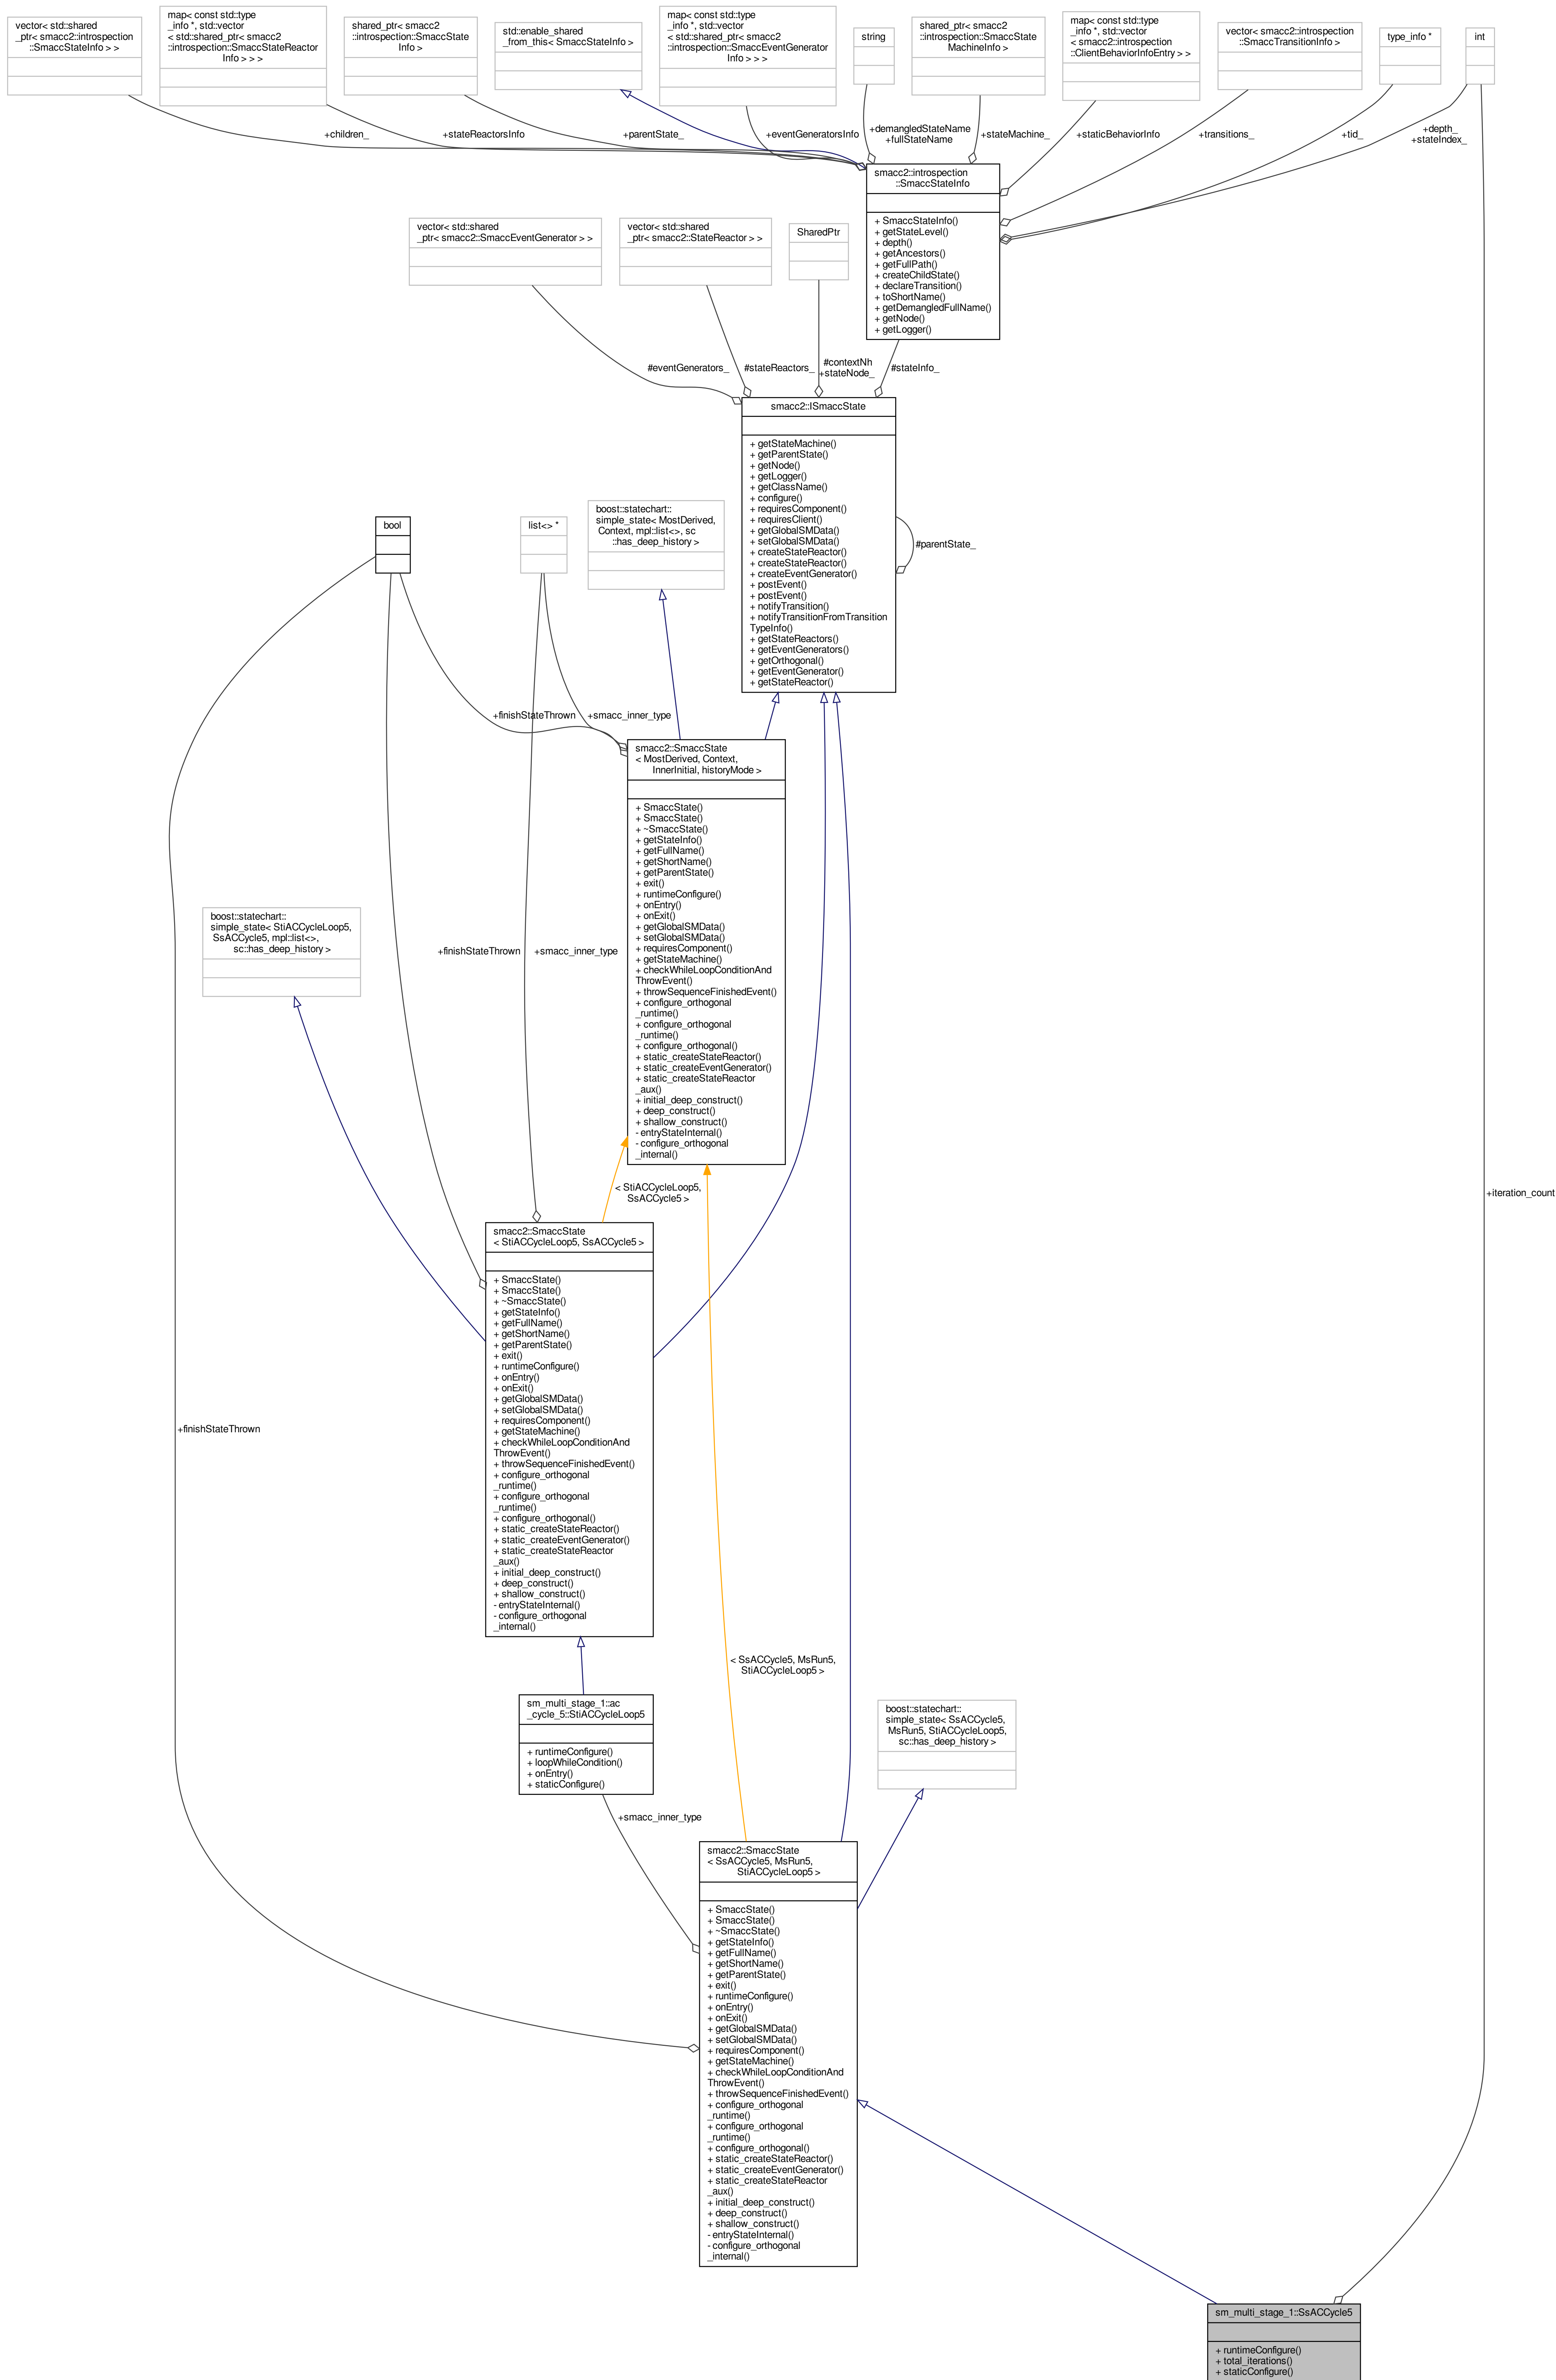 vector< std::shared
_ptr< smacc2::introspection
::SmaccStateInfo > >
map< const std::type
_info *, std::vector
< std::shared_ptr< smacc2
::introspection::SmaccStateReactor
Info > > >
shared_ptr< smacc2
::introspection::SmaccState
Info >
std::enable_shared
_from_this< SmaccStateInfo >
map< const std::type
_info *, std::vector
< std::shared_ptr< smacc2
::introspection::SmaccEventGenerator
Info > > >
string
shared_ptr< smacc2
::introspection::SmaccState
MachineInfo >
map< const std::type
_info *, std::vector
< smacc2::introspection
::ClientBehaviorInfoEntry > >
vector< smacc2::introspection
::SmaccTransitionInfo >
type_info *
int
+children_
+stateReactorsInfo
+parentState_
+eventGeneratorsInfo
+demangledStateName
+fullStateName
+stateMachine_
+staticBehaviorInfo
+transitions_
+tid_
+depth_
+stateIndex_
smacc2::introspection
::SmaccStateInfo
+ SmaccStateInfo()
+ getStateLevel()
+ depth()
+ getAncestors()
+ getFullPath()
+ createChildState()
+ declareTransition()
+ toShortName()
+ getDemangledFullName()
+ getNode()
+ getLogger()
vector< std::shared
_ptr< smacc2::SmaccEventGenerator > >
vector< std::shared
_ptr< smacc2::StateReactor > >
SharedPtr
#eventGenerators_
#stateReactors_
#contextNh
+stateNode_
#stateInfo_
smacc2::ISmaccState
+ getStateMachine()
+ getParentState()
+ getNode()
+ getLogger()
+ getClassName()
+ configure()
+ requiresComponent()
+ requiresClient()
+ getGlobalSMData()
+ setGlobalSMData()
+ createStateReactor()
+ createStateReactor()
+ createEventGenerator()
+ postEvent()
+ postEvent()
+ notifyTransition()
+ notifyTransitionFromTransition
TypeInfo()
+ getStateReactors()
+ getEventGenerators()
+ getOrthogonal()
+ getEventGenerator()
+ getStateReactor()
#parentState_
bool
list<> *
boost::statechart::
simple_state< MostDerived,
Context, mpl::list<>, sc
::has_deep_history >
+finishStateThrown
+smacc_inner_type
smacc2::SmaccState
< MostDerived, Context,
InnerInitial, historyMode >
+ SmaccState()
+ SmaccState()
+ ~SmaccState()
+ getStateInfo()
+ getFullName()
+ getShortName()
+ getParentState()
+ exit()
+ runtimeConfigure()
+ onEntry()
+ onExit()
+ getGlobalSMData()
+ setGlobalSMData()
+ requiresComponent()
+ getStateMachine()
+ checkWhileLoopConditionAnd
ThrowEvent()
+ throwSequenceFinishedEvent()
+ configure_orthogonal
_runtime()
+ configure_orthogonal
_runtime()
+ configure_orthogonal()
+ static_createStateReactor()
+ static_createEventGenerator()
+ static_createStateReactor
_aux()
+ initial_deep_construct()
+ deep_construct()
+ shallow_construct()
- entryStateInternal()
- configure_orthogonal
_internal()
boost::statechart::
simple_state< StiACCycleLoop5,
SsACCycle5, mpl::list<>,
sc::has_deep_history >
+finishStateThrown
+smacc_inner_type
< StiACCycleLoop5,
SsACCycle5 >
+iteration_count
smacc2::SmaccState
< StiACCycleLoop5, SsACCycle5 >
+ SmaccState()
+ SmaccState()
+ ~SmaccState()
+ getStateInfo()
+ getFullName()
+ getShortName()
+ getParentState()
+ exit()
+ runtimeConfigure()
+ onEntry()
+ onExit()
+ getGlobalSMData()
+ setGlobalSMData()
+ requiresComponent()
+ getStateMachine()
+ checkWhileLoopConditionAnd
ThrowEvent()
+ throwSequenceFinishedEvent()
+ configure_orthogonal
_runtime()
+ configure_orthogonal
_runtime()
+ configure_orthogonal()
+ static_createStateReactor()
+ static_createEventGenerator()
+ static_createStateReactor
_aux()
+ initial_deep_construct()
+ deep_construct()
+ shallow_construct()
- entryStateInternal()
- configure_orthogonal
_internal()
+finishStateThrown
< SsACCycle5, MsRun5,
StiACCycleLoop5 >
sm_multi_stage_1::ac
_cycle_5::StiACCycleLoop5
+ runtimeConfigure()
+ loopWhileCondition()
+ onEntry()
+ staticConfigure()
boost::statechart::
simple_state< SsACCycle5,
MsRun5, StiACCycleLoop5,
sc::has_deep_history >
+smacc_inner_type
smacc2::SmaccState
< SsACCycle5, MsRun5,
StiACCycleLoop5 >
+ SmaccState()
+ SmaccState()
+ ~SmaccState()
+ getStateInfo()
+ getFullName()
+ getShortName()
+ getParentState()
+ exit()
+ runtimeConfigure()
+ onEntry()
+ onExit()
+ getGlobalSMData()
+ setGlobalSMData()
+ requiresComponent()
+ getStateMachine()
+ checkWhileLoopConditionAnd
ThrowEvent()
+ throwSequenceFinishedEvent()
+ configure_orthogonal
_runtime()
+ configure_orthogonal
_runtime()
+ configure_orthogonal()
+ static_createStateReactor()
+ static_createEventGenerator()
+ static_createStateReactor
_aux()
+ initial_deep_construct()
+ deep_construct()
+ shallow_construct()
- entryStateInternal()
- configure_orthogonal
_internal()
sm_multi_stage_1::SsACCycle5
+ runtimeConfigure()
+ total_iterations()
+ staticConfigure()